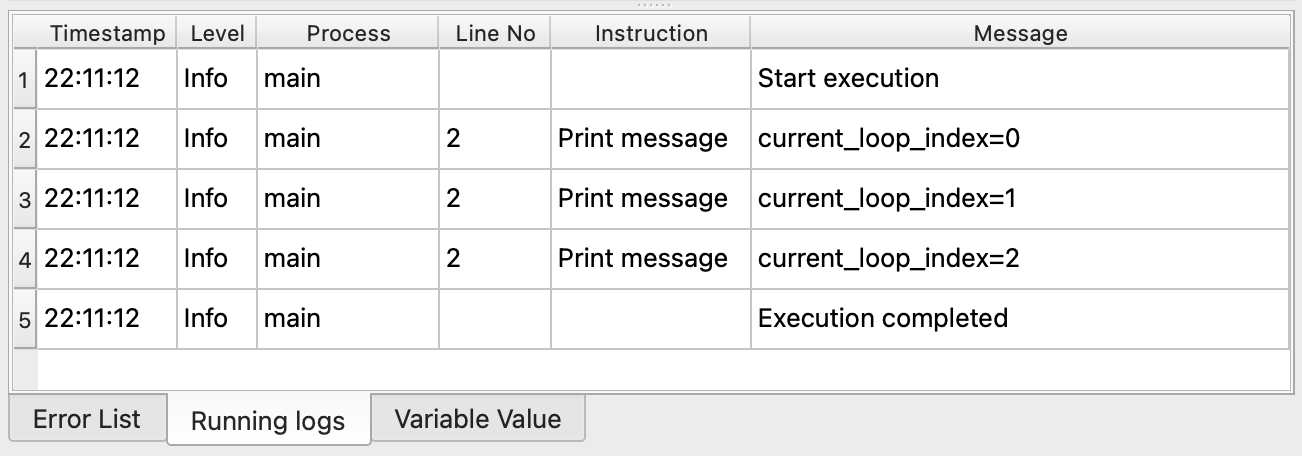 Timestamp Level Process Line No Instruction Message
1 22:11:12 Info main Start execution
2 22:11:12 Info main 2 Print message current_loop_index=0
3 22:11:12 Info main 2 Print message current_loop_index=1
4 22:11:12 Info main 2 Print message current_loop_index=2
5 22:11:12 Info main Execution completed
Error List Running logs Variable Value